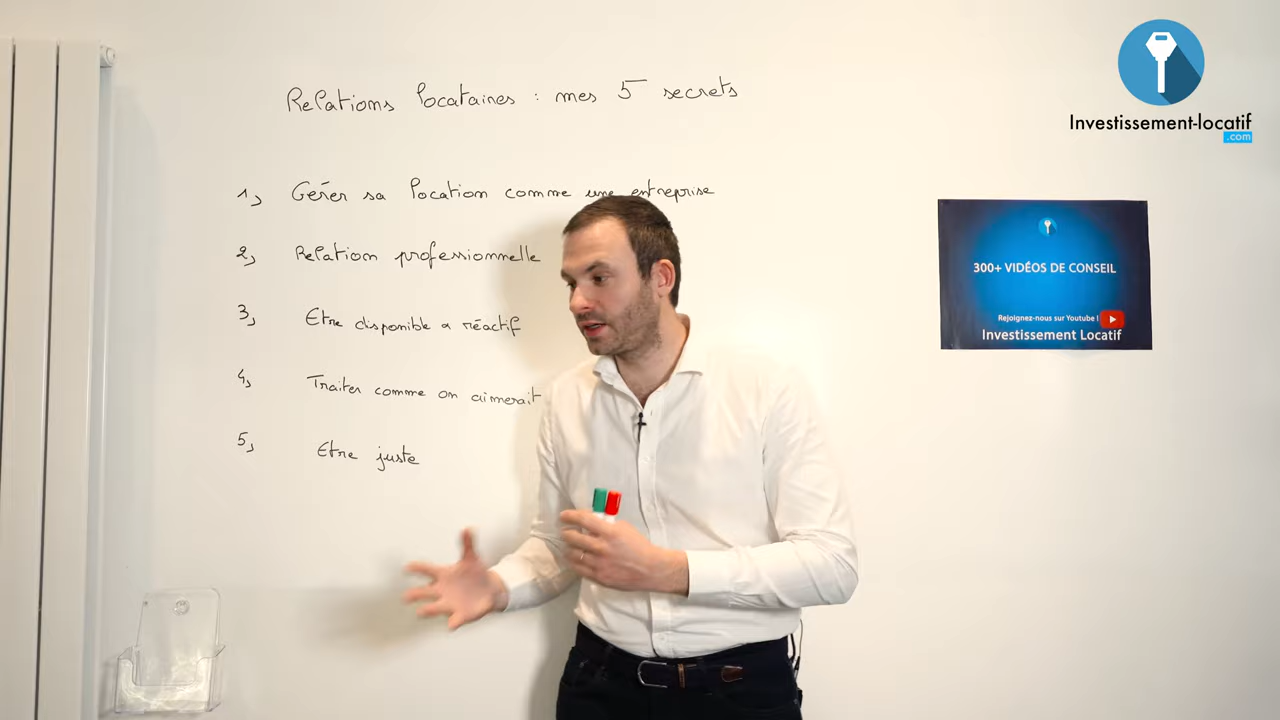 Relations locataires : mes 5 secrets
1) Gérer sa location comme une entreprise
2) Relation professionnelle
3) Etre disponible a réactif
4) Traiter comme on aimerait
5) Etre juste
Investissement-locatif
.com
300+ VIDÉOS DE CONSEIL
Rejoignez-nous sur Youtube !
Investissement Locatif